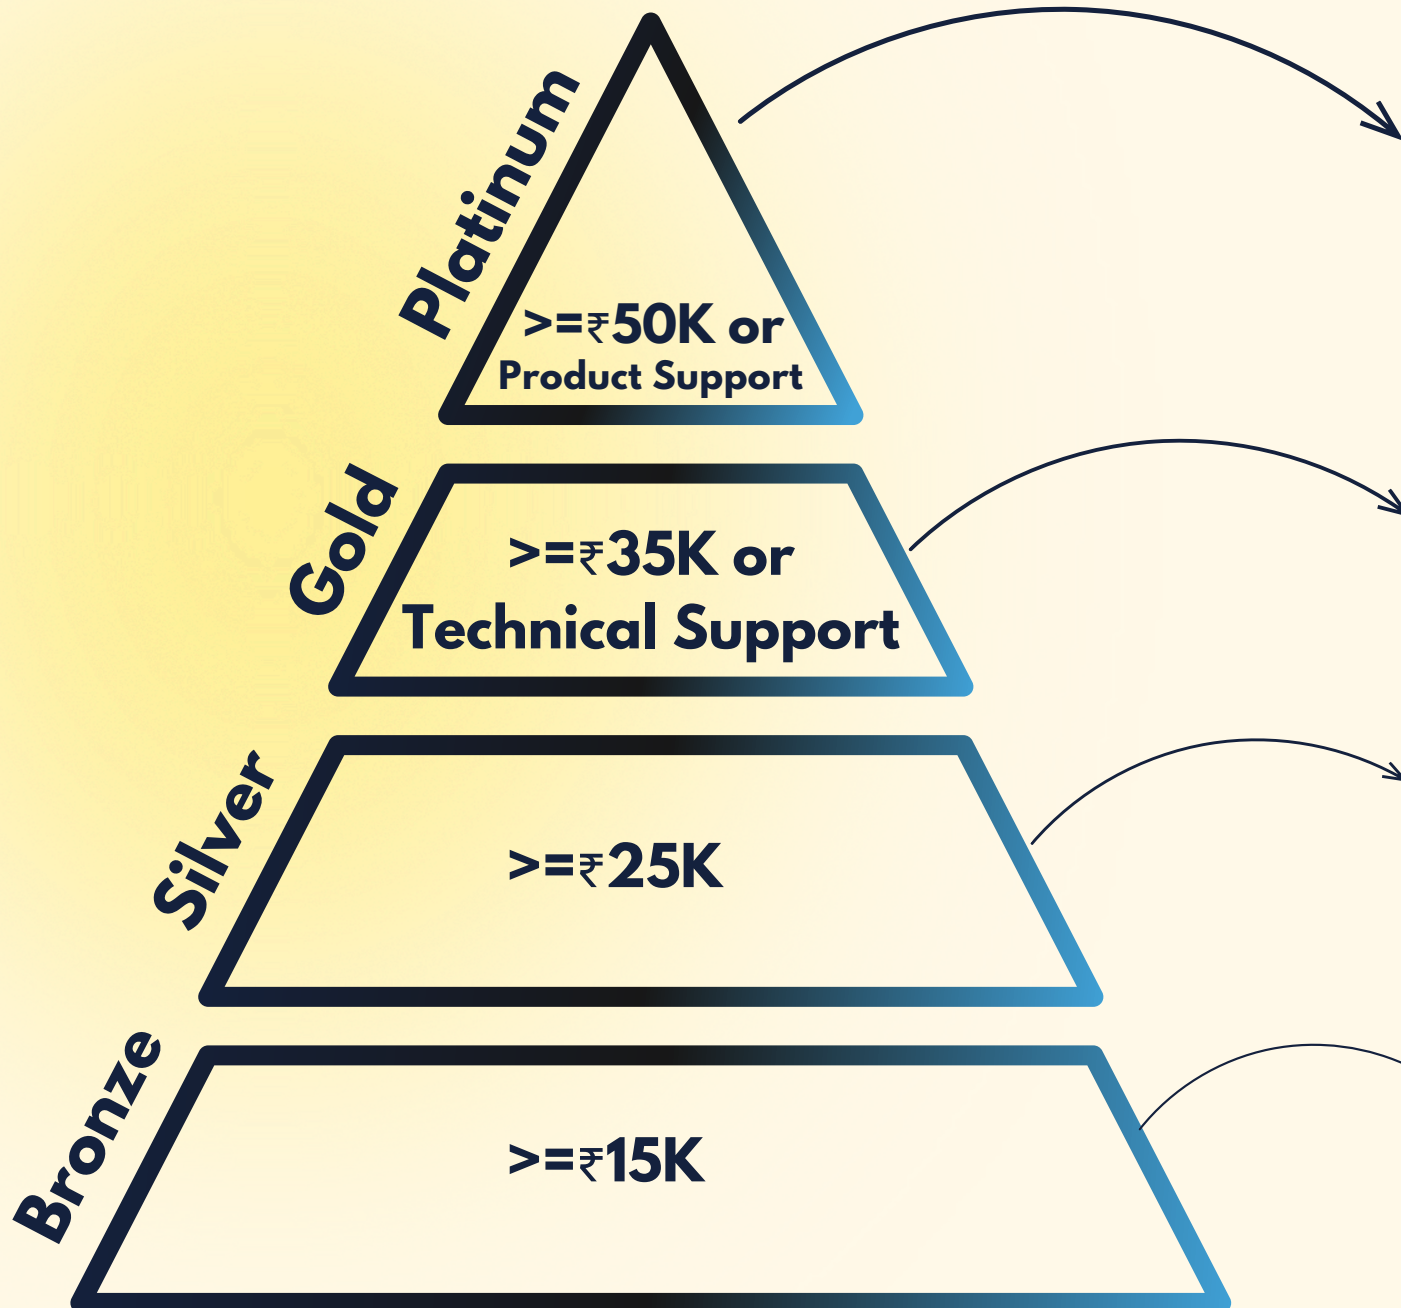 Platinum
>=₹50K or
Product Support
Gold
>=₹35K or
Technical Support
Silver
>=₹25K
Bronze
>=₹15K